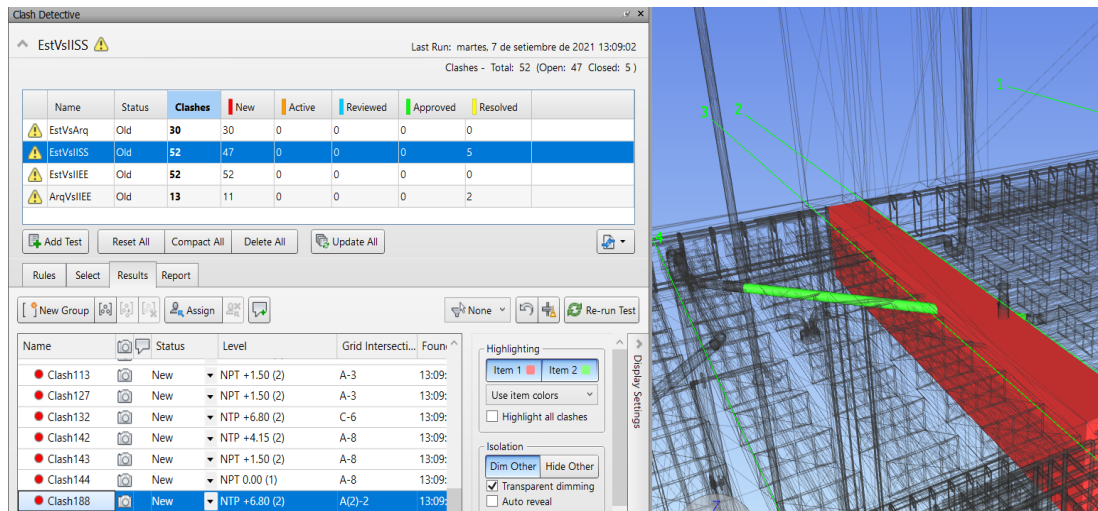 Clash Detective
EstVsIISS
Last Run: martes, 7 de setiembre de 2021 13:09:02
Clashes - Total: 52 (Open: 47 Closed: 5 )
Name Status Clashes New Active Reviewed Approved Resolved
EstVsArq Old 30 30 0 0 0 0
EstVsIISS Old 52 47 0 0 0 5
EstVsIIEE Old 52 52 0 0 0 0
ArqVsIIEE Old 13 11 0 0 0 2
Add Test Reset All Compact All Delete All Update All
Rules Select Results Report
New Group Assign None Re-run Test
Name Status Level Grid Intersecti... Foun
Clash113 New NPT +1.50 (2) A-3 13:09:
Clash127 New NPT +1.50 (2) A-3 13:09:
Clash132 New NTP +6.80 (2) C-6 13:09:
Clash142 New NTP +4.15 (2) A-8 13:09:
Clash143 New NPT +1.50 (2) A-8 13:09:
Clash144 New NPT 0.00 (1) A-8 13:09:
Clash188 New NTP +6.80 (2) A(2)-2 13:09:
Highlighting
Item 1 Item 2
Use item colors
Highlight all clashes
Isolation
Dim Other Hide Other
Transparent dimming
Auto reveal
Display Settings
1
3 2
4
Z